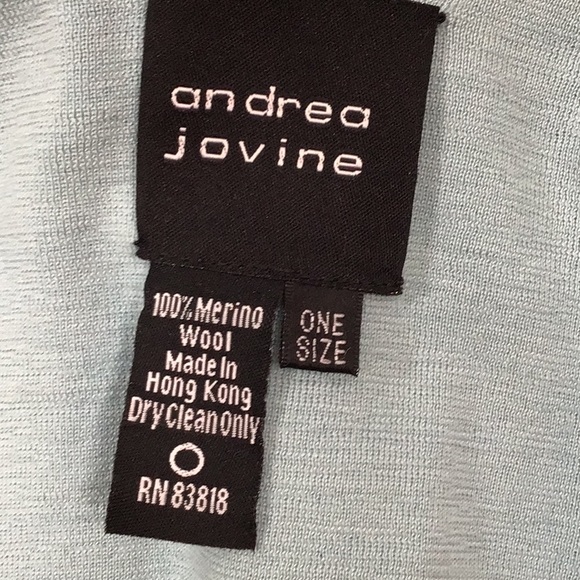 andrea
jovine
100% Merino
Wool
Made In
Hong Kong
Dry Clean Only
RN 83818
ONE
SIZE